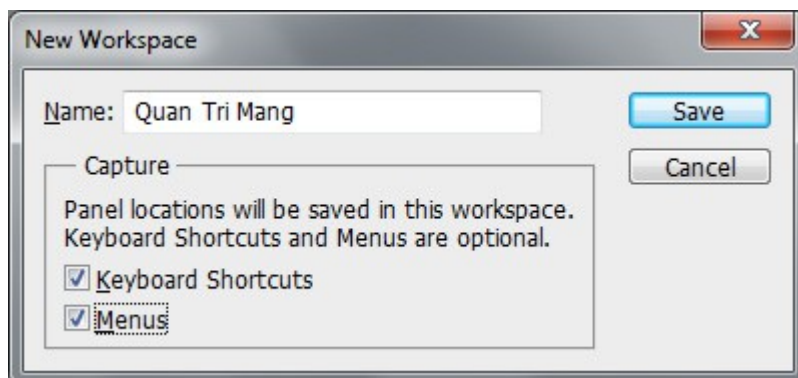 New Workspace
Name: Quan Tri Mang
Save
Capture
Cancel
Panel locations will be saved in this workspace.
Keyboard Shortcuts and Menus are optional.
Keyboard Shortcuts
Menus